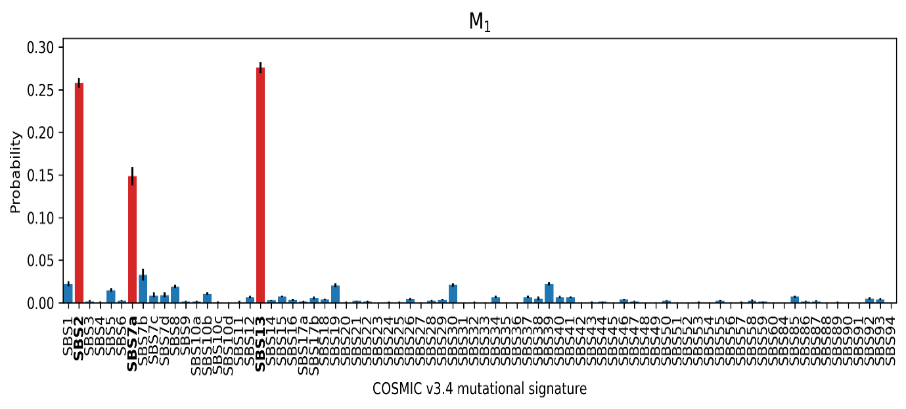 M₁
0.30
0.25
0.20
0.15
0.10
0.05
0.00
Probability
SBS1
SBS2
SBS3
SBS4
SBS5
SBS6
SBS7a
SBS7b
SBS7c
SBS7d
SBS8
SBS9
SBS10a
SBS10b
SBS10c
SBS10d
SBS11
SBS12
SBS13
SBS14
SBS15
SBS16
SBS17a
SBS17b
SBS18
SBS19
SBS20
SBS21
SBS22
SBS23
SBS24
SBS25
SBS26
SBS27
SBS28
SBS29
SBS30
SBS31
SBS32
SBS33
SBS34
SBS35
SBS36
SBS37
SBS38
SBS39
SBS40
SBS41
SBS42
SBS43
SBS44
SBS45
SBS46
SBS47
SBS48
SBS49
SBS50
SBS51
SBS52
SBS53
SBS54
SBS55
SBS56
SBS57
SBS58
SBS59
SBS60
SBS84
SBS85
SBS86
SBS87
SBS88
SBS89
SBS90
SBS91
SBS92
SBS93
SBS94
COSMIC v3.4 mutational signature